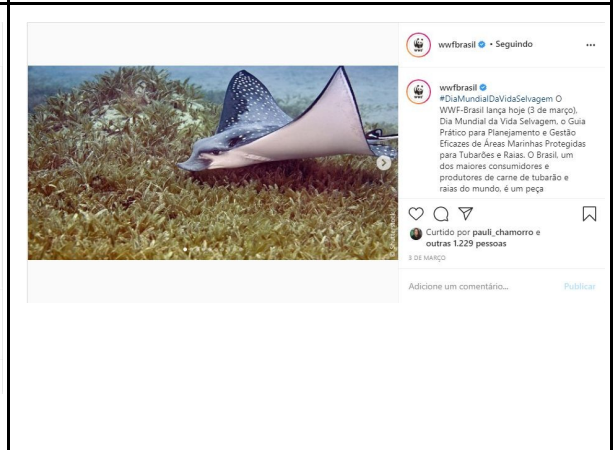 wwfbrasil • Seguindo
wwfbrasil
#DiaMundialDaVidaSelvagem O
WWF-Brasil lança hoje (3 de março),
Dia Mundial da Vida Selvagem, o Guia
Prático para Planejamento e Gestão
Eficazes de Áreas Marinhas Protegidas
para Tubarões e Raias. O Brasil, um
dos maiores consumidores e
produtores de carne de tubarão e
raias do mundo, é um peça
Curtido por pauli_chamorro e
outras 1.229 pessoas
3 DE MARÇO
Adicione um comentário...
Publicar